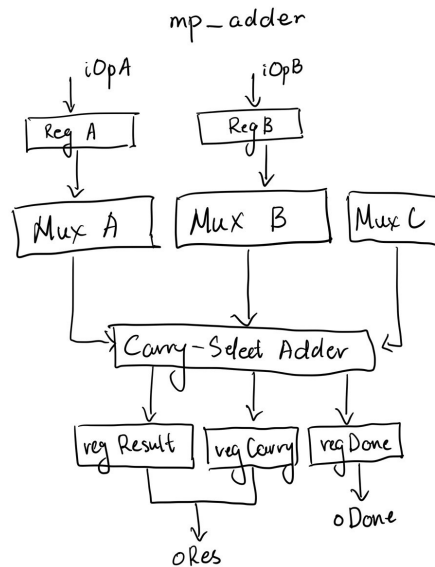 mp_adder
iOpA
iOpB
Reg A
Reg B
Mux A
Mux B
Mux C
Carry-Select Adder
reg Result
reg Carry
reg Done
oDone
oRes